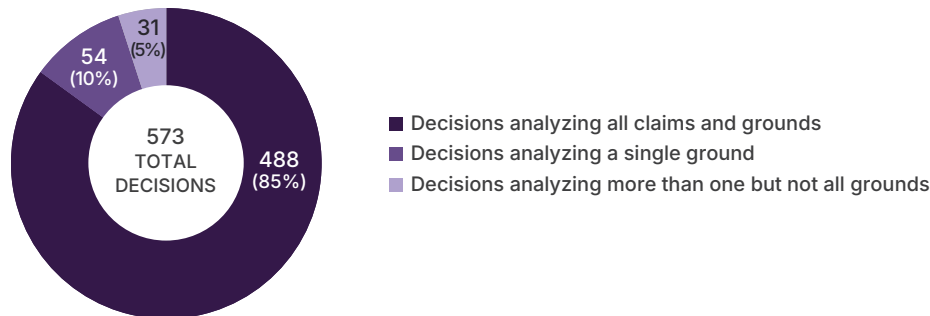 31
(5%)
54
(10%)
573
TOTAL
DECISIONS
488
(85%)
Decisions analyzing all claims and grounds
Decisions analyzing a single ground
Decisions analyzing more than one but not all grounds